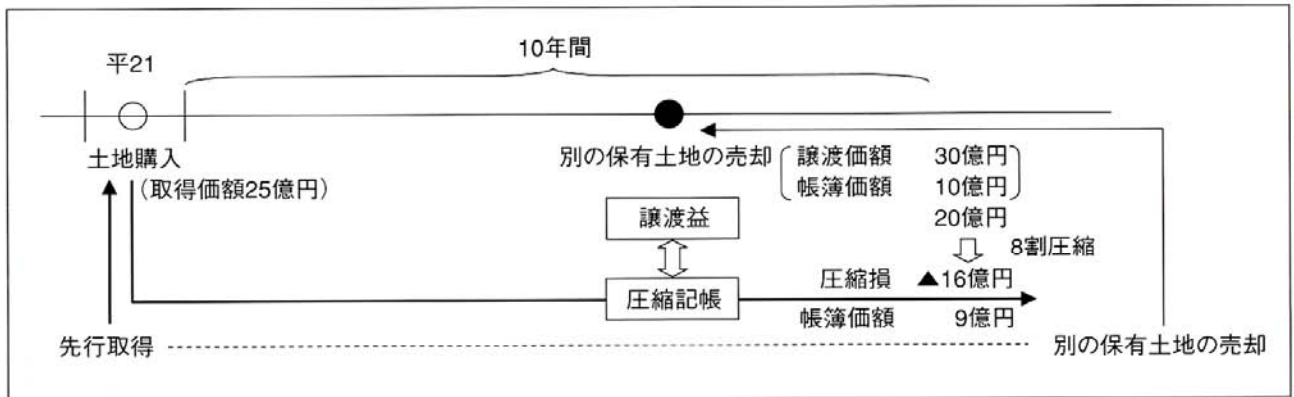 10年間
平21
土地購入
(取得価額25億円)
別の保有土地の売却
譲渡価額 30億円
帳簿価額 10億円
20億円
8割圧縮
譲渡益
圧縮記帳
圧縮損 ▲16億円
帳簿価額 9億円
先行取得
別の保有土地の売却